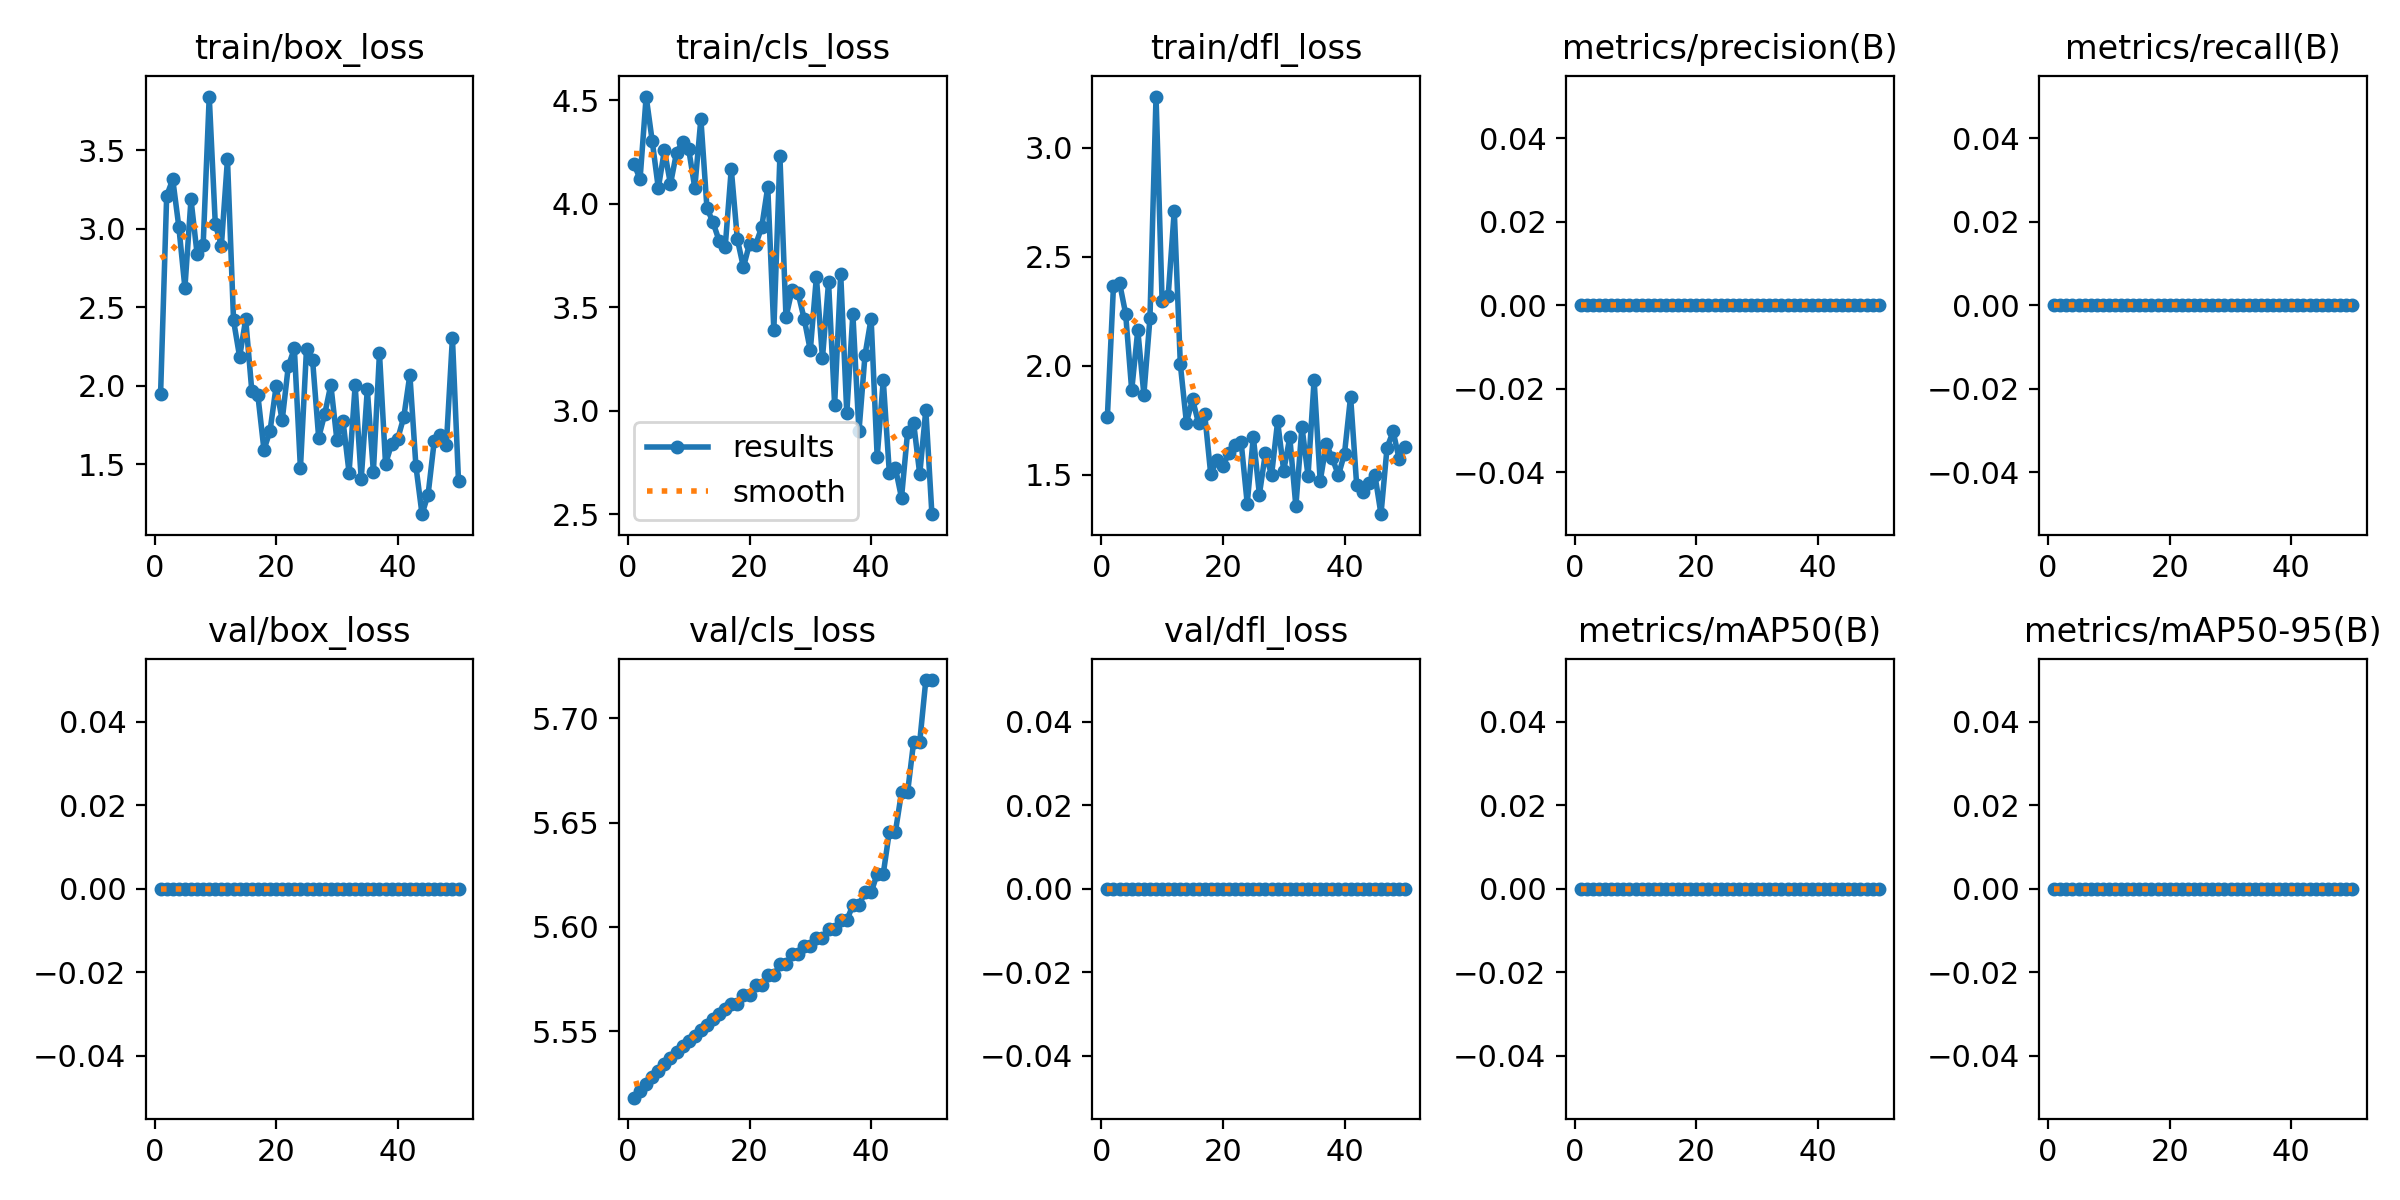 train/box_loss
3.5
3.0
2.5
2.0
1.5
0 20 40
train/cls_loss
4.5
4.0
3.5
3.0
2.5
results
smooth
0 20 40
train/dfl_loss
3.0
2.5
2.0
1.5
0 20 40
metrics/precision(B)
0.04
0.02
0.00
−0.02
−0.04
0 20 40
metrics/recall(B)
0.04
0.02
0.00
−0.02
−0.04
0 20 40
val/box_loss
0.04
0.02
0.00
−0.02
−0.04
0 20 40
val/cls_loss
5.70
5.65
5.60
5.55
0 20 40
val/dfl_loss
0.04
0.02
0.00
−0.02
−0.04
0 20 40
metrics/mAP50(B)
0.04
0.02
0.00
−0.02
−0.04
0 20 40
metrics/mAP50-95(B)
0.04
0.02
0.00
−0.02
−0.04
0 20 40